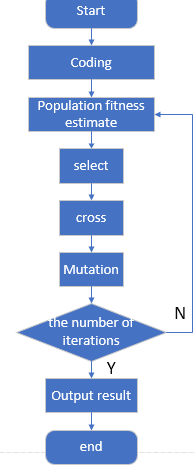 Start
Coding
Population fitness
estimate
select
cross
Mutation
the number of
iterations
N
Y
Output result
end